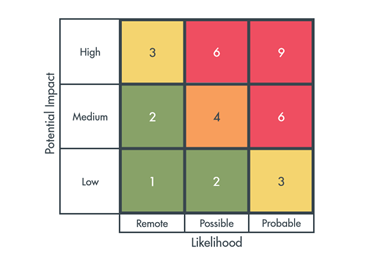 Potential Impact
High 3 6 9
Medium 2 4 6
Low 1 2 3
Remote Possible Probable
Likelihood